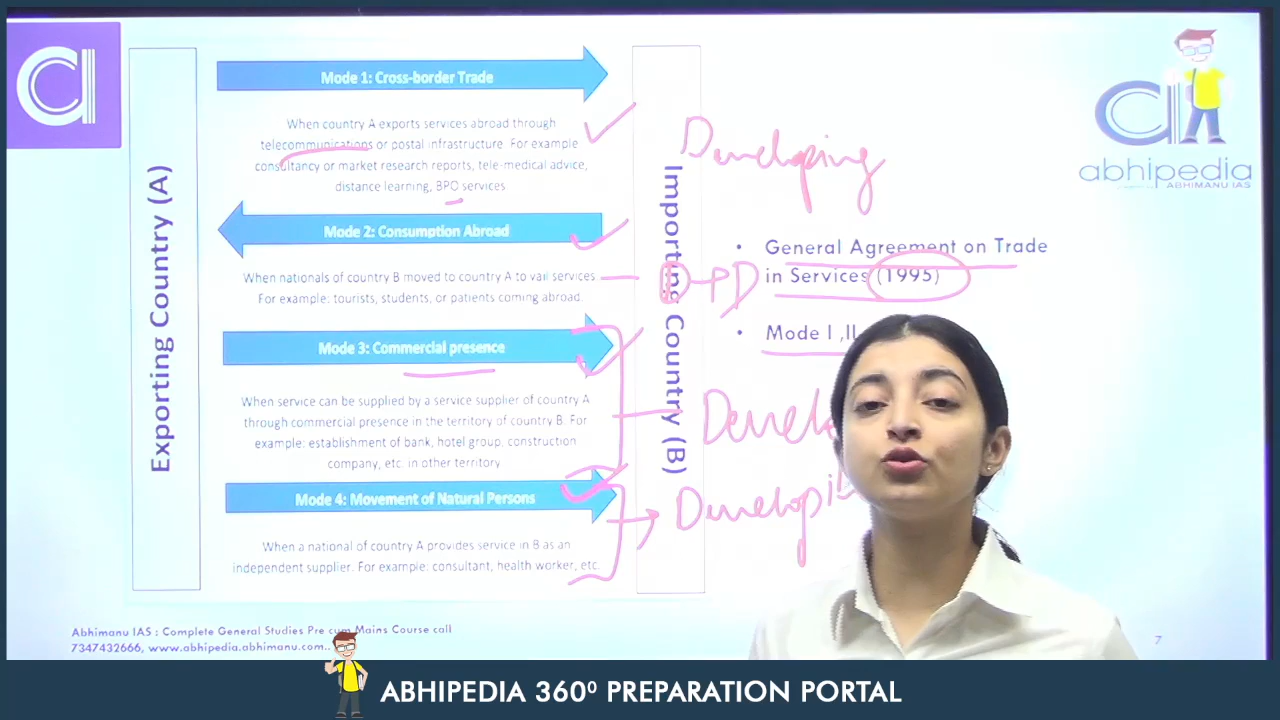 Exporting Country (A)
Mode 1: Cross-border Trade
When country A exports services abroad through
telecommunications or postal infrastructure. For example
consultancy or market research reports, tele-medical advice,
distance learning, BPO services
Mode 2: Consumption Abroad
When nationals of country B moved to country A to vail services.
For example: tourists, students, or patients coming abroad.
Mode 3: Commercial presence
When service can be supplied by a service supplier of country A
through commercial presence in the territory of country B. For
example: establishment of bank, hotel group, construction
company, etc. in other territory
Mode 4: Movement of Natural Persons
When a national of country A provides service in B as an
independent supplier. For example: consultant, health worker, etc.
Importing Country (B)
Developing
abhipedia
ABHIMANU IAS
• General Agreement on Trade
in Services (1995)
• Mode I ,II
Abhimanu IAS : Complete General Studies Pre cum Mains Course call
7347432666, www.abhipedia.abhimanu.com..
7
ABHIPEDIA 360⁰ PREPARATION PORTAL